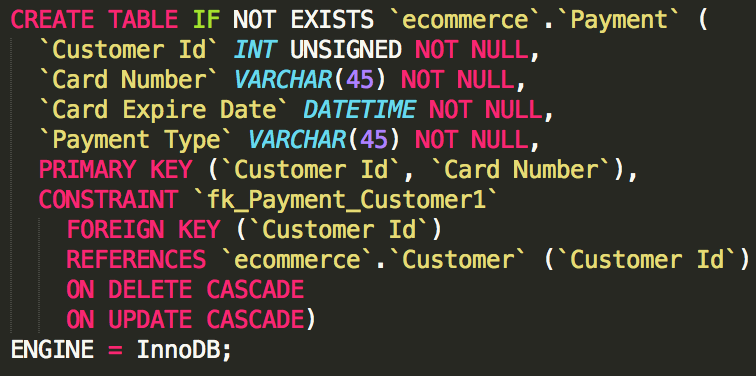 CREATE TABLE IF NOT EXISTS `ecommerce`.`Payment` (
`Customer Id` INT UNSIGNED NOT NULL,
`Card Number` VARCHAR(45) NOT NULL,
`Card Expire Date` DATETIME NOT NULL,
`Payment Type` VARCHAR(45) NOT NULL,
PRIMARY KEY (`Customer Id`, `Card Number`),
CONSTRAINT `fk_Payment_Customer1`
FOREIGN KEY (`Customer Id`)
REFERENCES `ecommerce`.`Customer` (`Customer Id`)
ON DELETE CASCADE
ON UPDATE CASCADE)
ENGINE = InnoDB;